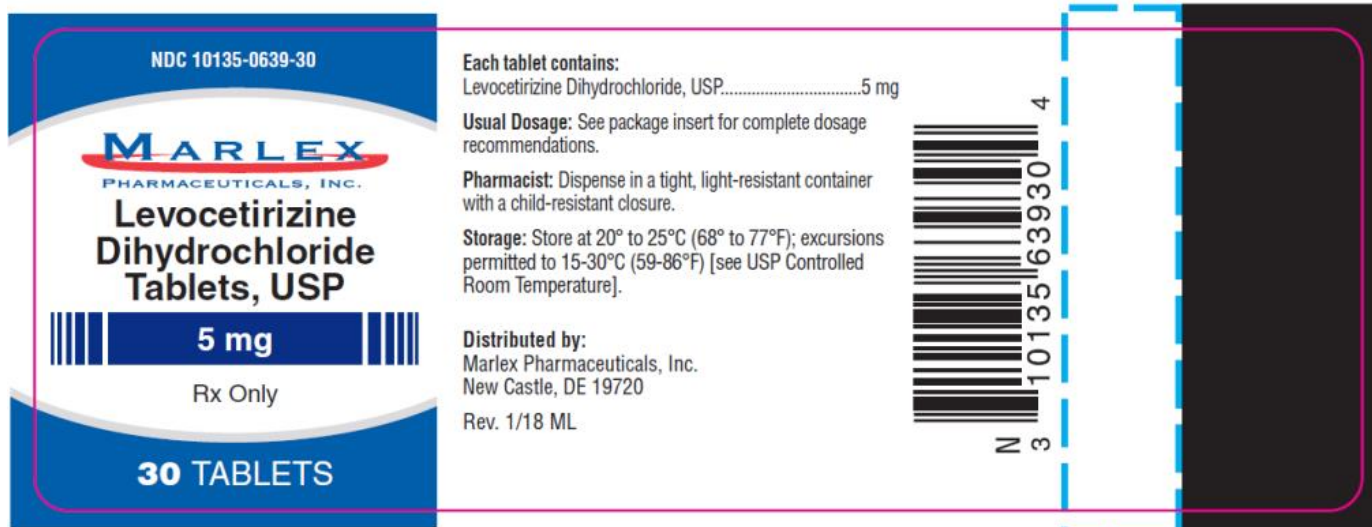 NDC 10135-0639-30
MARLEX
PHARMACEUTICALS, INC.
Levocetirizine
Dihydrochloride
Tablets, USP
5 mg
Rx Only
30 TABLETS
Each tablet contains:
Levocetirizine Dihydrochloride, USP................................5 mg
Usual Dosage: See package insert for complete dosage
recommendations.
Pharmacist: Dispense in a tight, light-resistant container
with a child-resistant closure.
Storage: Store at 20° to 25°C (68° to 77°F); excursions
permitted to 15-30°C (59-86°F) [see USP Controlled
Room Temperature].
Distributed by:
Marlex Pharmaceuticals, Inc.
New Castle, DE 19720
Rev. 1/18 ML
N
3 10135 63930 4